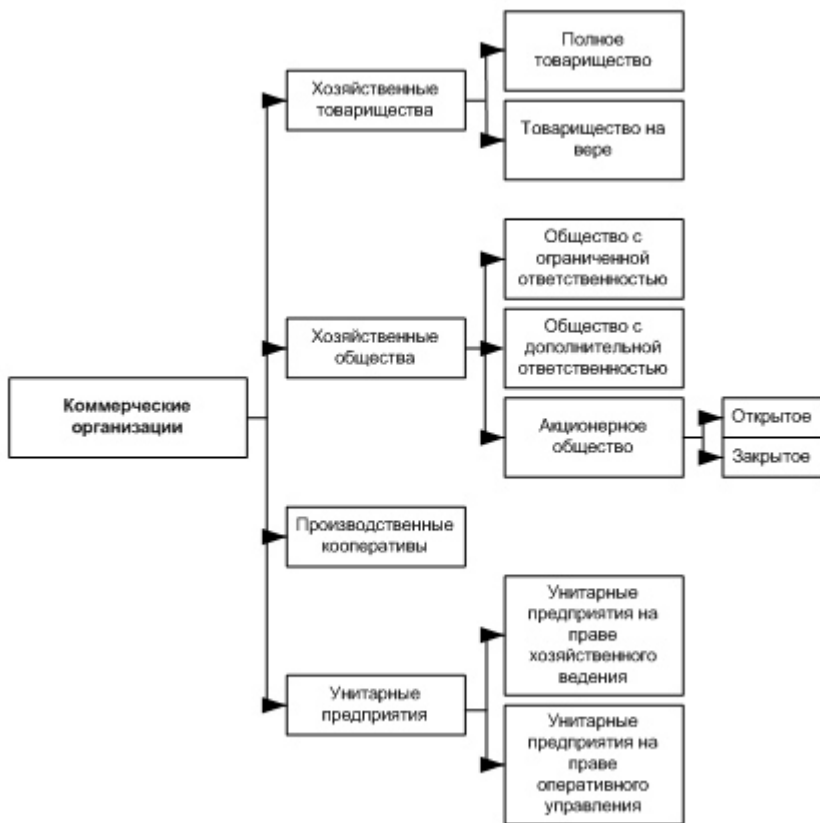 Коммерческие
организации
Хозяйственные
товарищества
Полное
товарищество
Товарищество на
вере
Хозяйственные
общества
Общество с
ограниченной
ответственностью
Общество с
дополнительной
ответственностью
Акционерное
общество
Открытое
Закрытое
Производственные
кооперативы
Унитарные
предприятия
Унитарные
предприятия на
праве
хозяйственного
ведения
Унитарные
предприятия на
праве
оперативного
управления